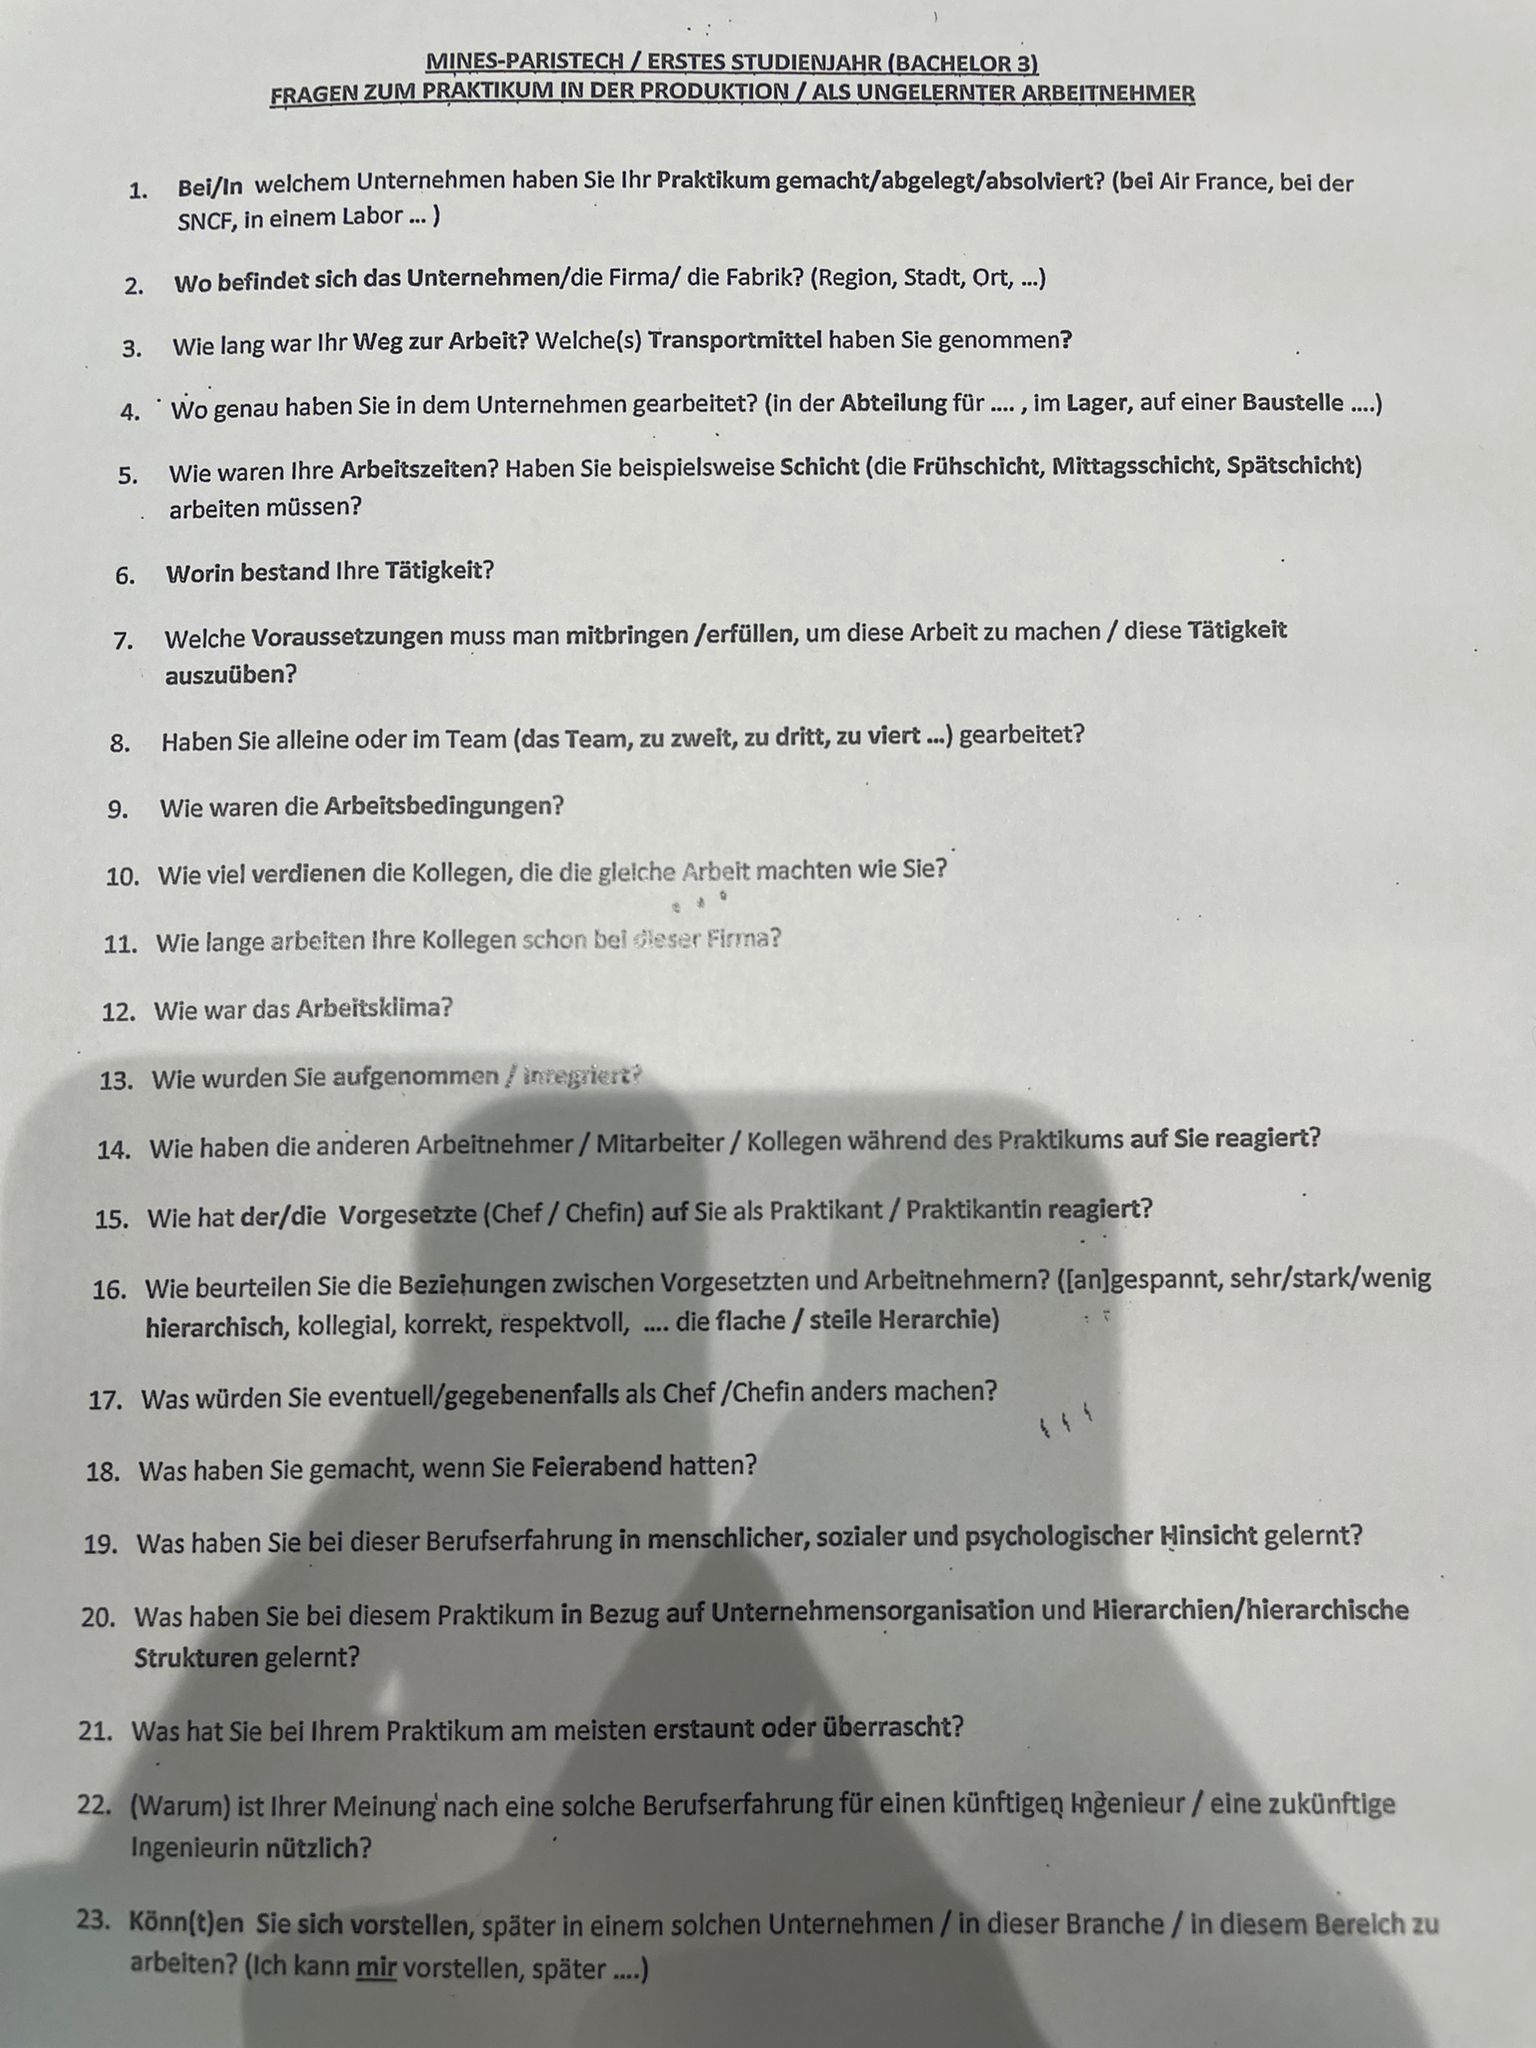 MINES-PARISTECH / ERSTES STUDIENJAHR (BACHELOR 3)
FRAGEN ZUM PRAKTIKUM IN DER PRODUKTION / ALS UNGELERNTER ARBEITNEHMER
1. Bei/In welchem Unternehmen haben Sie Ihr Praktikum gemacht/abgelegt/absolviert? (bei Air France, bei der
SNCF, in einem Labor ... )
2. Wo befindet sich das Unternehmen/die Firma/ die Fabrik? (Region, Stadt, Ort, ...)
3. Wie lang war Ihr Weg zur Arbeit? Welche(s) Transportmittel haben Sie genommen?
4. Wo genau haben Sie in dem Unternehmen gearbeitet? (in der Abteilung für .... , im Lager, auf einer Baustelle ....)
5. Wie waren Ihre Arbeitszeiten? Haben Sie beispielsweise Schicht (die Frühschicht, Mittagsschicht, Spätschicht)
arbeiten müssen?
6. Worin bestand Ihre Tätigkeit?
7. Welche Voraussetzungen muss man mitbringen /erfüllen, um diese Arbeit zu machen / diese Tätigkeit
auszuüben?
8. Haben Sie alleine oder im Team (das Team, zu zweit, zu dritt, zu viert ...) gearbeitet?
9. Wie waren die Arbeitsbedingungen?
10. Wie viel verdienen die Kollegen, die die gleiche Arbeit machten wie Sie?
11. Wie lange arbeiten Ihre Kollegen schon bei dieser Firma?
12. Wie war das Arbeitsklima?
13. Wie wurden Sie aufgenommen / integriert?
14. Wie haben die anderen Arbeitnehmer / Mitarbeiter / Kollegen während des Praktikums auf Sie reagiert?
15. Wie hat der/die Vorgesetzte (Chef / Chefin) auf Sie als Praktikant / Praktikantin reagiert?
16. Wie beurteilen Sie die Beziehungen zwischen Vorgesetzten und Arbeitnehmern? ([an]gespannt, sehr/stark/wenig
hierarchisch, kollegial, korrekt, respektvoll, .... die flache / steile Herarchie)
17. Was würden Sie eventuell/gegebenenfalls als Chef /Chefin anders machen?
18. Was haben Sie gemacht, wenn Sie Feierabend hatten?
19. Was haben Sie bei dieser Berufserfahrung in menschlicher, sozialer und psychologischer Hinsicht gelernt?
20. Was haben Sie bei diesem Praktikum in Bezug auf Unternehmensorganisation und Hierarchien/hierarchische
Strukturen gelernt?
21. Was hat Sie bei Ihrem Praktikum am meisten erstaunt oder überrascht?
22. (Warum) ist Ihrer Meinung nach eine solche Berufserfahrung für einen künftigen Ingenieur / eine zukünftige
Ingenieurin nützlich?
23. Könn(t)en Sie sich vorstellen, später in einem solchen Unternehmen / in dieser Branche / in diesem Bereich zu
arbeiten? (Ich kann mir vorstellen, später ....)